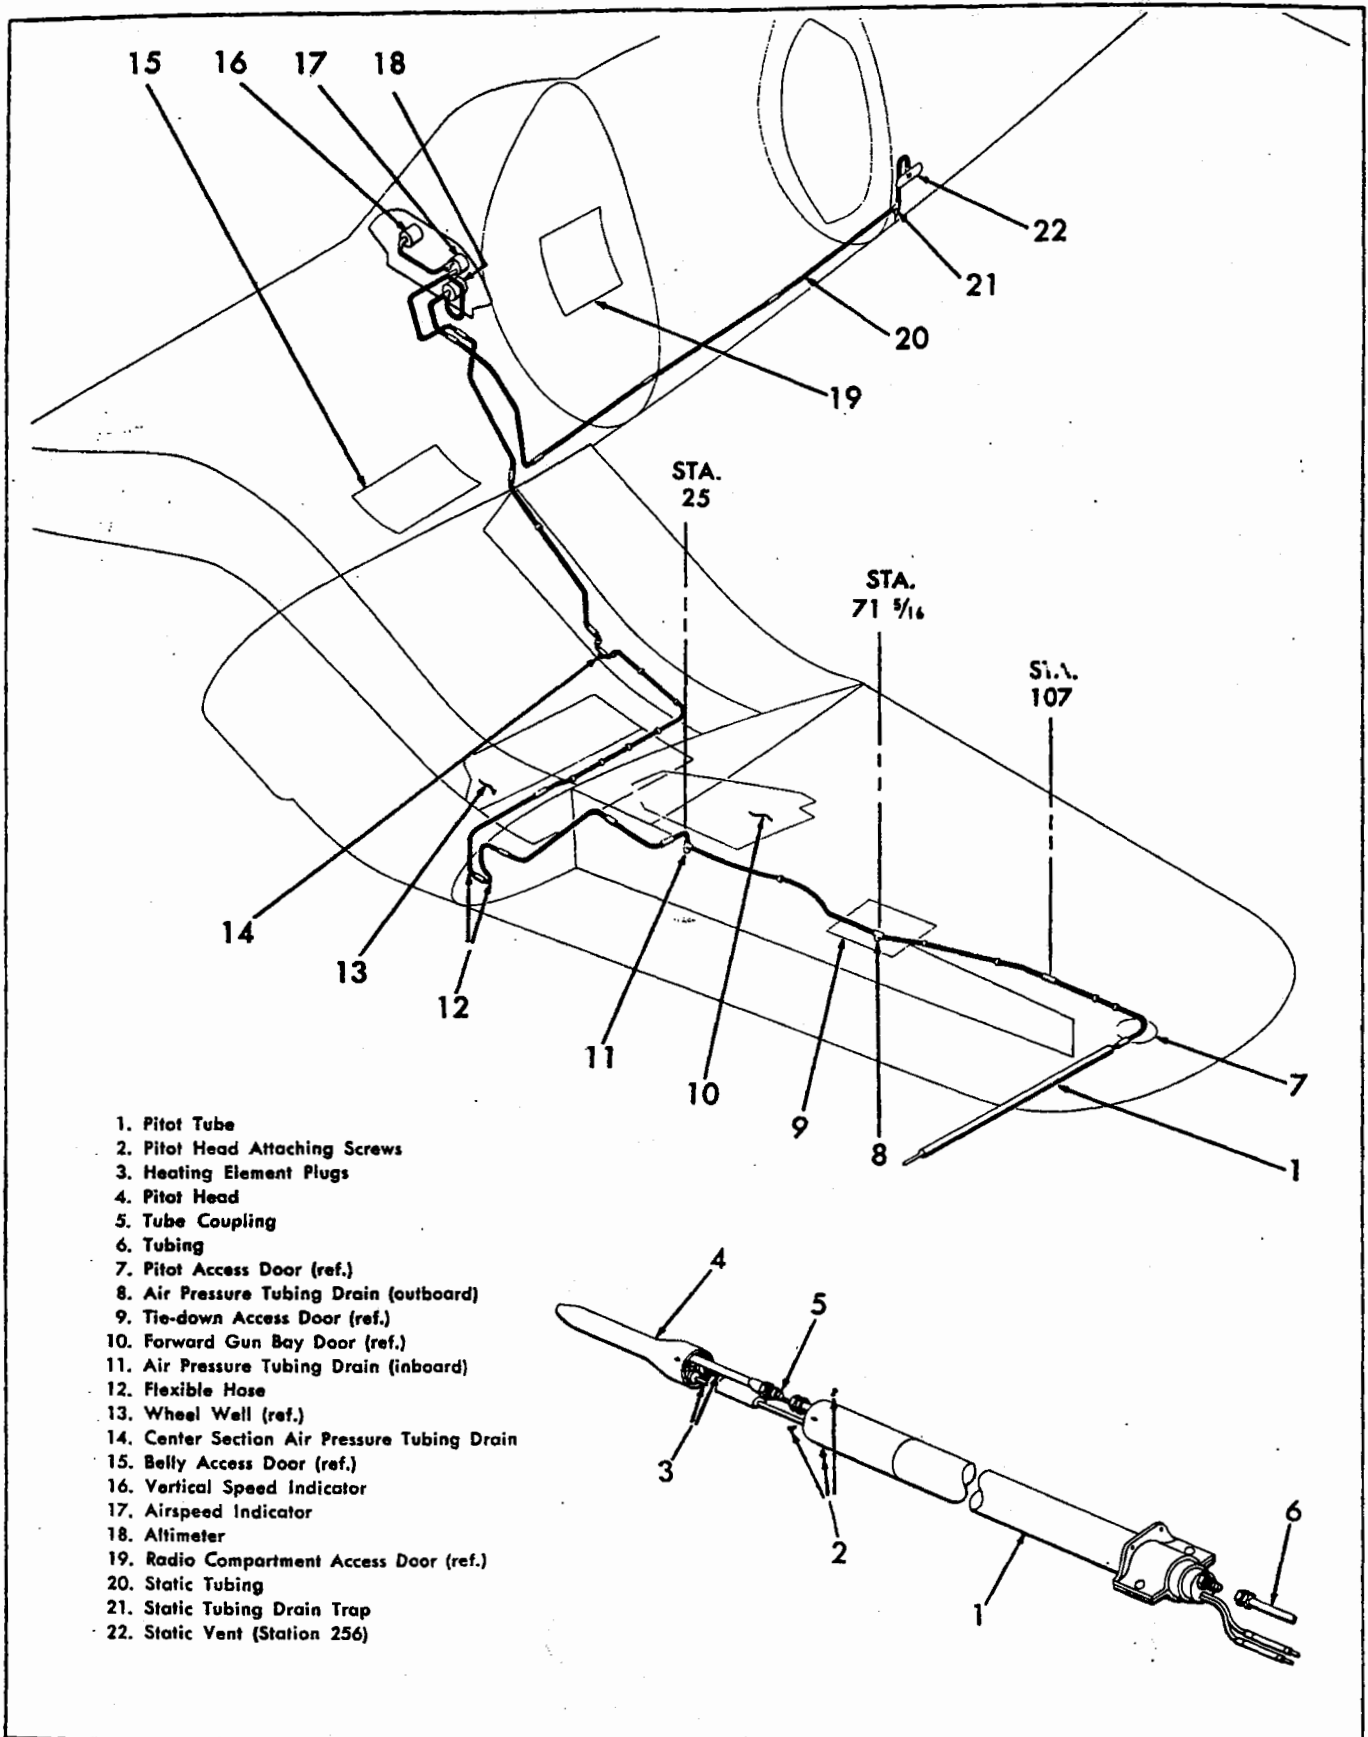 15 16 17 18
22
21
20
19
STA.
25
STA.
71 5/16
107
14
13
12
11
10
9
8
7
1
1. Pitot Tube
2. Pitot Head Attaching Screws
3. Heating Element Plugs
4. Pitot Head
5. Tube Coupling
6. Tubing
7. Pitot Access Door (ref.)
8. Air Pressure Tubing Drain (outboard)
9. Tie-down Access Door (ref.)
10. Forward Gun Bay Door (ref.)
11. Air Pressure Tubing Drain (inboard)
12. Flexible Hose
13. Wheel Well (ref.)
14. Center Section Air Pressure Tubing Drain
15. Belly Access Door (ref.)
16. Vertical Speed Indicator
17. Airspeed Indicator
18. Altimeter
19. Radio Compartment Access Door (ref.)
20. Static Tubing
21. Static Tubing Drain Trap
22. Static Vent (Station 256)
4
5
3
2
6
1